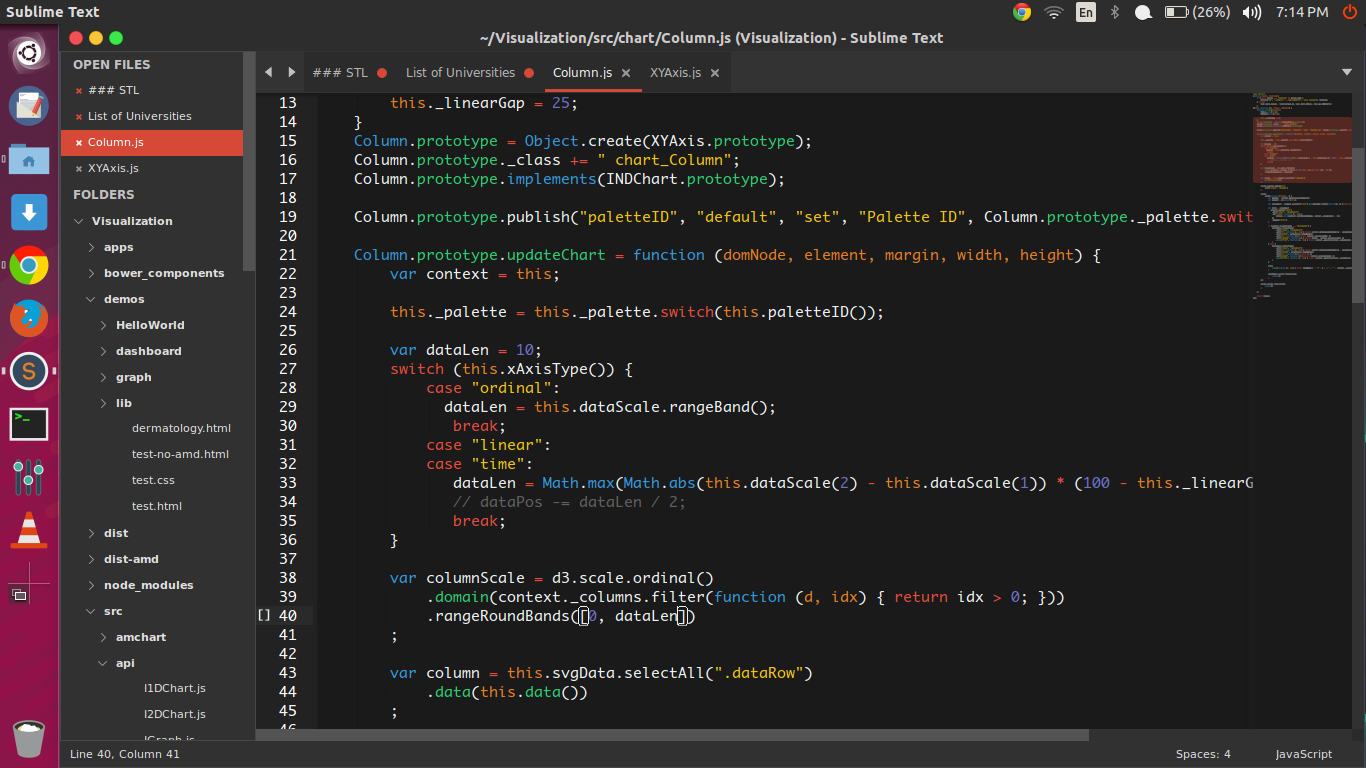 Sublime Text
En
(26%)
7:14 PM
~/Visualization/src/chart/Column.js (Visualization) - Sublime Text
OPEN FILES
### STL
List of Universities
Column.js
XYAxis.js
FOLDERS
Visualization
apps
bower_components
demos
HelloWorld
dashboard
graph
lib
dermatology.html
test-no-amd.html
test.css
test.html
dist
dist-amd
node_modules
src
amchart
api
I1DChart.js
I2DChart.js
### STL
List of Universities
Column.js
XYAxis.js
13 this._linearGap = 25;
14 }
15 Column.prototype = Object.create(XYAxis.prototype);
16 Column.prototype._class += " chart_Column";
17 Column.prototype.implements(INDChart.prototype);
18
19 Column.prototype.publish("paletteID", "default", "set", "Palette ID", Column.prototype._palette.swit
20
21 Column.prototype.updateChart = function (domNode, element, margin, width, height) {
22 var context = this;
23
24 this._palette = this._palette.switch(this.paletteID());
25
26 var dataLen = 10;
27 switch (this.xAxisType()) {
28 case "ordinal":
29 dataLen = this.dataScale.rangeBand();
30 break;
31 case "linear":
32 case "time":
33 dataLen = Math.max(Math.abs(this.dataScale(2) - this.dataScale(1)) * (100 - this._linearG
34 // dataPos -= dataLen / 2;
35 break;
36 }
37
38 var columnScale = d3.scale.ordinal()
39 .domain(context._columns.filter(function (d, idx) { return idx > 0; }))
[] 40 .rangeRoundBands([0, dataLen])
41 ;
42
43 var column = this.svgData.selectAll(".dataRow")
44 .data(this.data())
45 ;
Line 40, Column 41
Spaces: 4
JavaScript